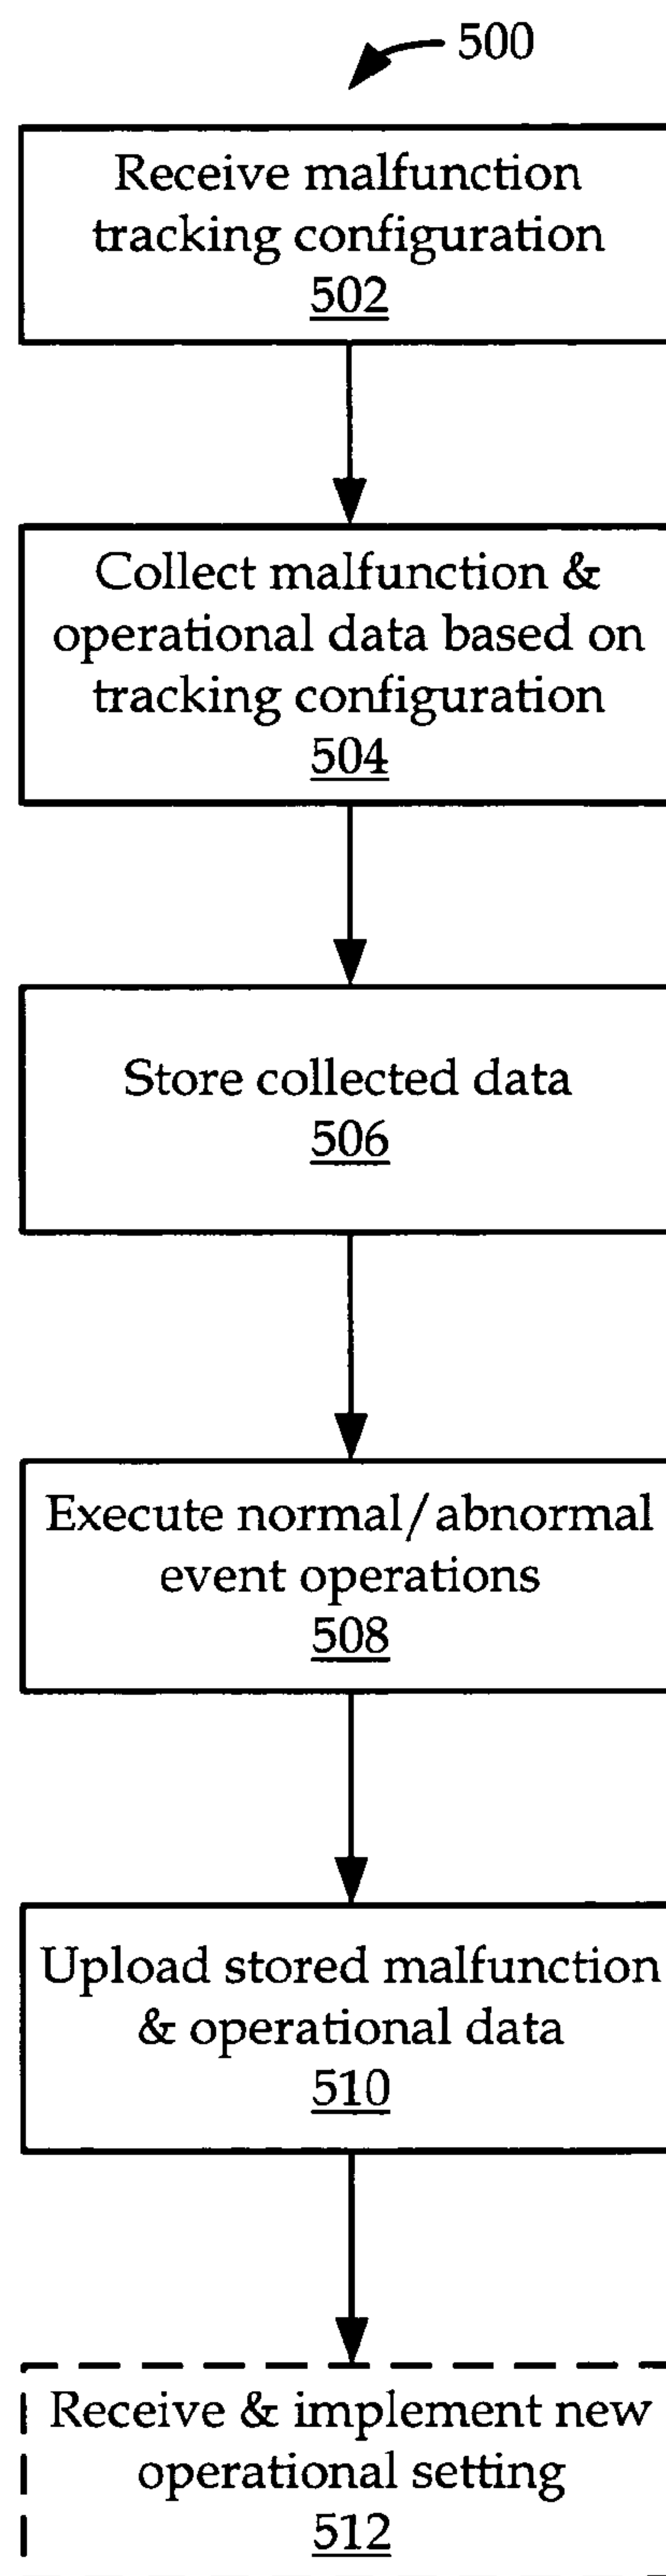 500
Receive malfunction
tracking configuration
502
Collect malfunction &
operational data based on
tracking configuration
504
Store collected data
506
Execute normal/abnormal
event operations
508
Upload stored malfunction
& operational data
510
Receive & implement new
operational setting
512